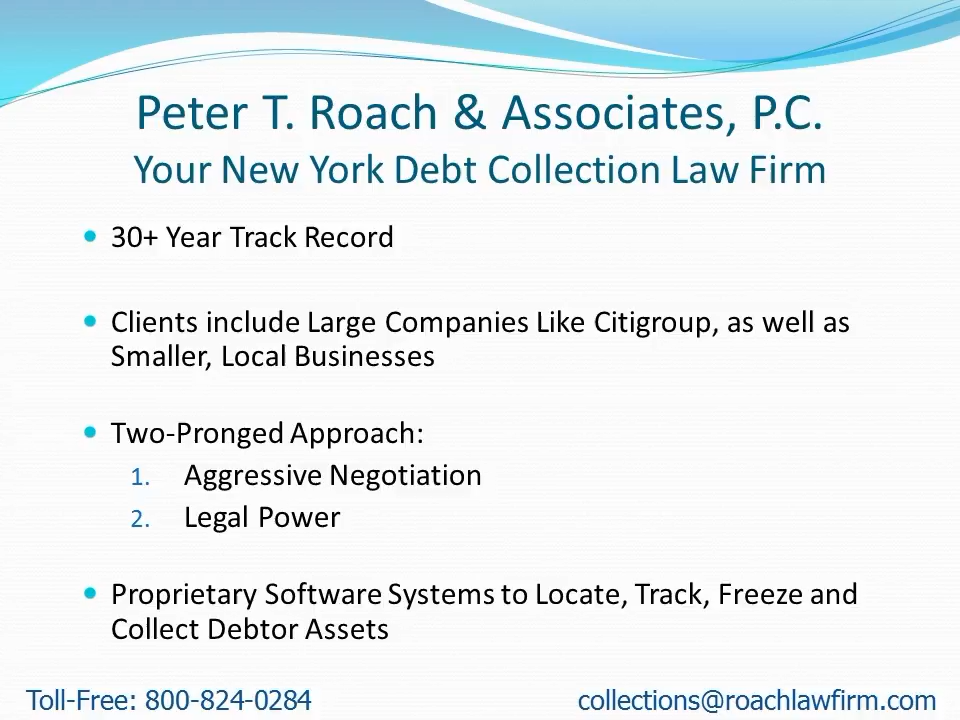 Peter T. Roach & Associates, P.C.
Your New York Debt Collection Law Firm
• 30+ Year Track Record
• Clients include Large Companies Like Citigroup, as well as
Smaller, Local Businesses
• Two-Pronged Approach:
1. Aggressive Negotiation
2. Legal Power
• Proprietary Software Systems to Locate, Track, Freeze and
Collect Debtor Assets
Toll-Free: 800-824-0284
collections@roachlawfirm.com